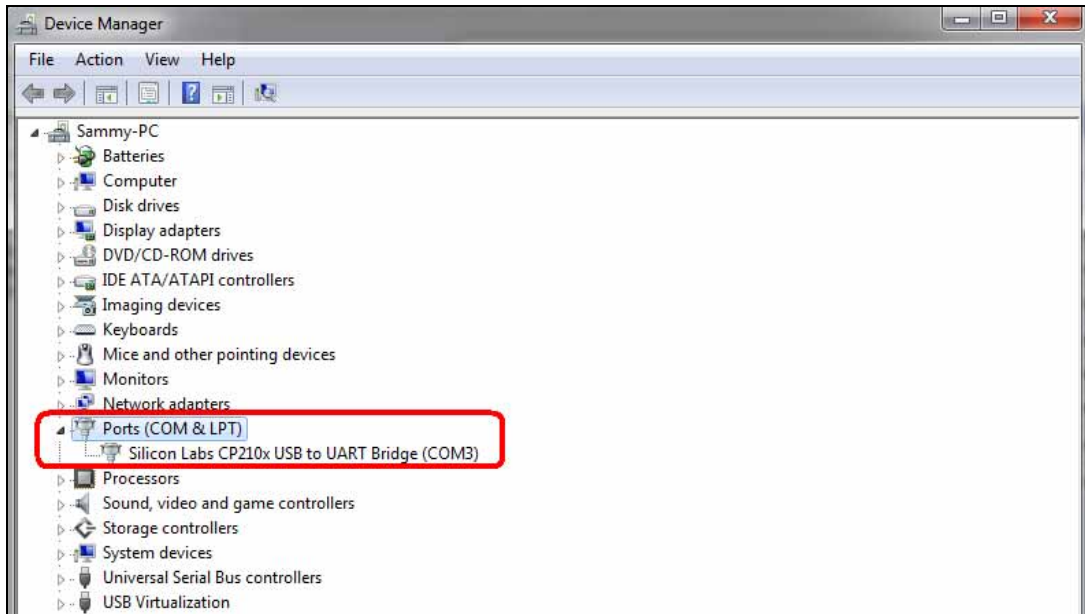 Device Manager
File Action View Help
Sammy-PC
Batteries
Computer
Disk drives
Display adapters
DVD/CD-ROM drives
IDE ATA/ATAPI controllers
Imaging devices
Keyboards
Mice and other pointing devices
Monitors
Network adapters
Ports (COM & LPT)
Silicon Labs CP210x USB to UART Bridge (COM3)
Processors
Sound, video and game controllers
Storage controllers
System devices
Universal Serial Bus controllers
USB Virtualization